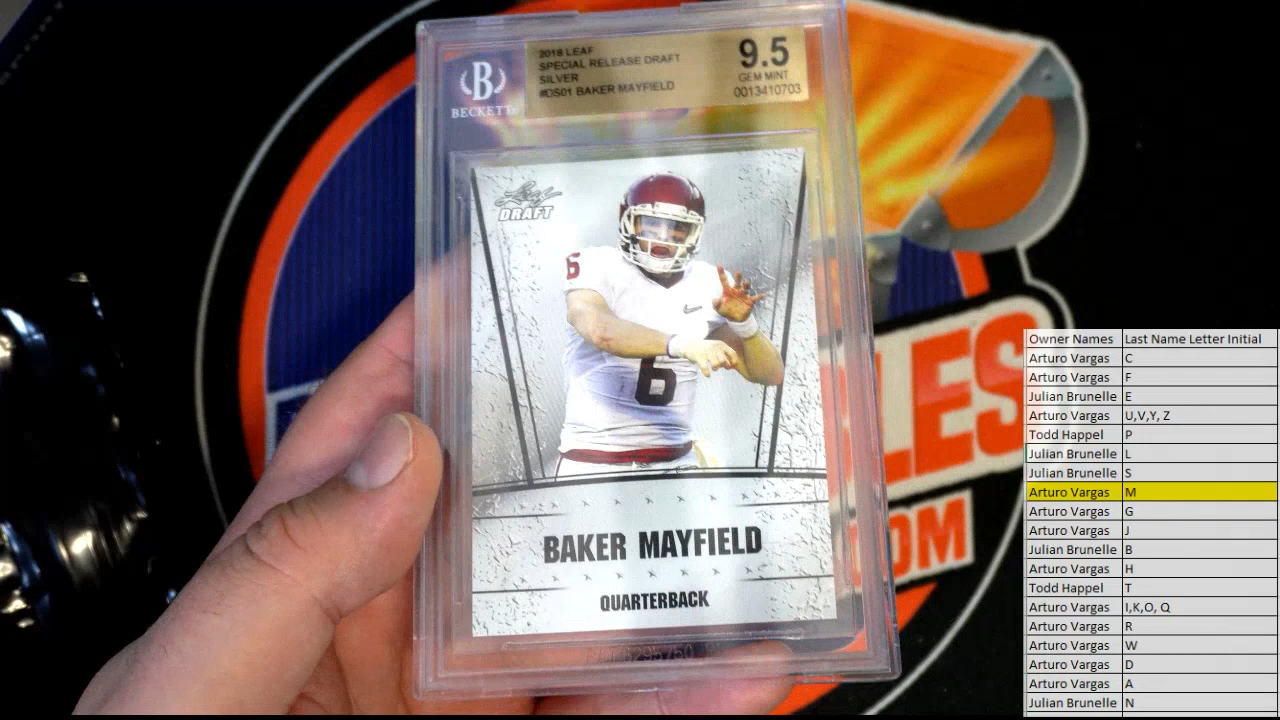 2018 LEAF
SPECIAL RELEASE DRAFT
SILVER
#DS01 BAKER MAYFIELD
9.5
GEM MINT
0013410703
B
BECKETT
Leaf
DRAFT
6
6
BAKER MAYFIELD
QUARTERBACK
LES
.COM
Owner Names Last Name Letter Initial
Arturo Vargas C
Arturo Vargas F
Julian Brunelle E
Arturo Vargas U,V,Y, Z
Todd Happel P
Julian Brunelle L
Julian Brunelle S
Arturo Vargas M
Arturo Vargas G
Arturo Vargas J
Julian Brunelle B
Arturo Vargas H
Todd Happel T
Arturo Vargas I,K,O, Q
Arturo Vargas R
Arturo Vargas W
Arturo Vargas D
Arturo Vargas A
Julian Brunelle N